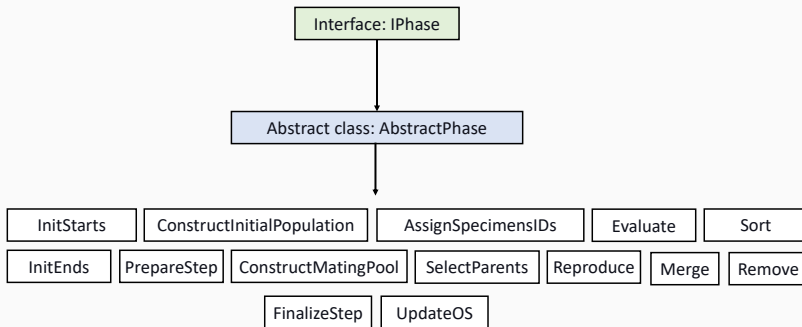 Interface: IPhase
Abstract class: AbstractPhase
InitStarts
ConstructInitialPopulation
AssignSpecimensIDs
Evaluate
Sort
InitEnds
PrepareStep
ConstructMatingPool
SelectParents
Reproduce
Merge
Remove
FinalizeStep
UpdateOS